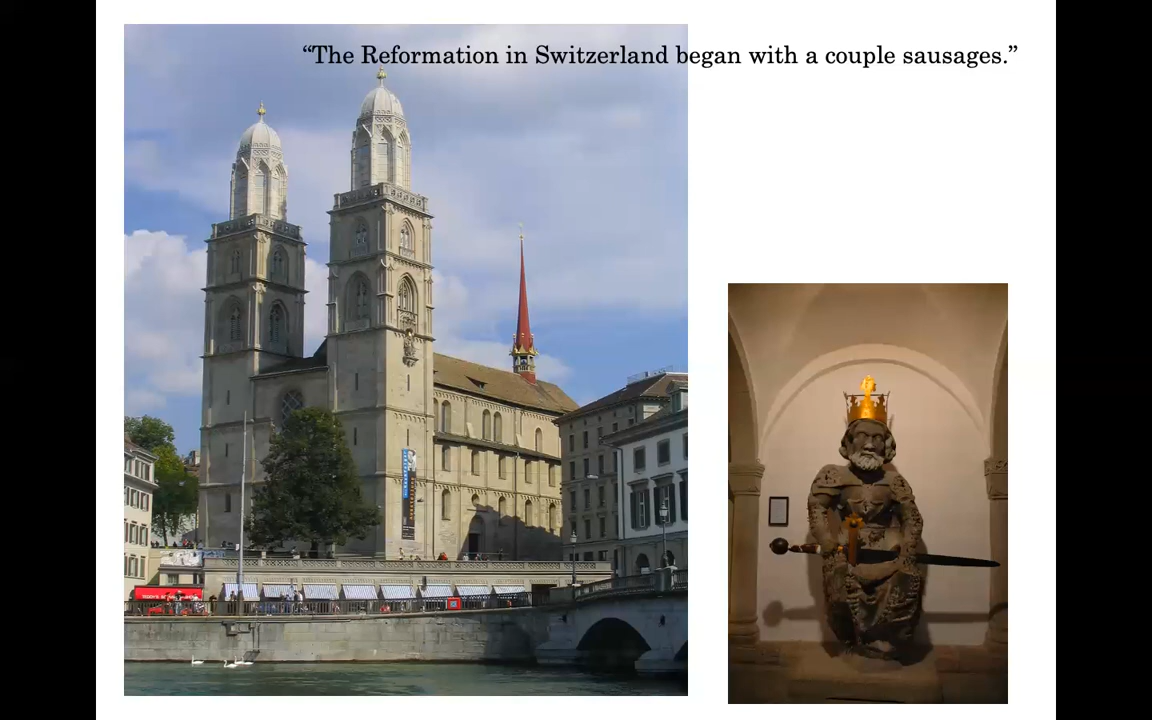 “The Reformation in Switzerland began with a couple sausages.”